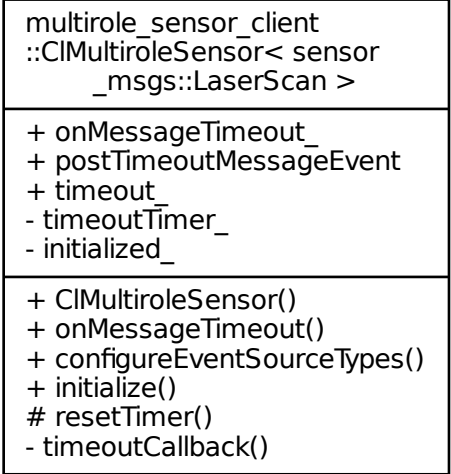 multirole_sensor_client
::ClMultiroleSensor< sensor
_msgs::LaserScan >
+ onMessageTimeout_
+ postTimeoutMessageEvent
+ timeout_
- timeoutTimer_
- initialized_
+ ClMultiroleSensor()
+ onMessageTimeout()
+ configureEventSourceTypes()
+ initialize()
# resetTimer()
- timeoutCallback()